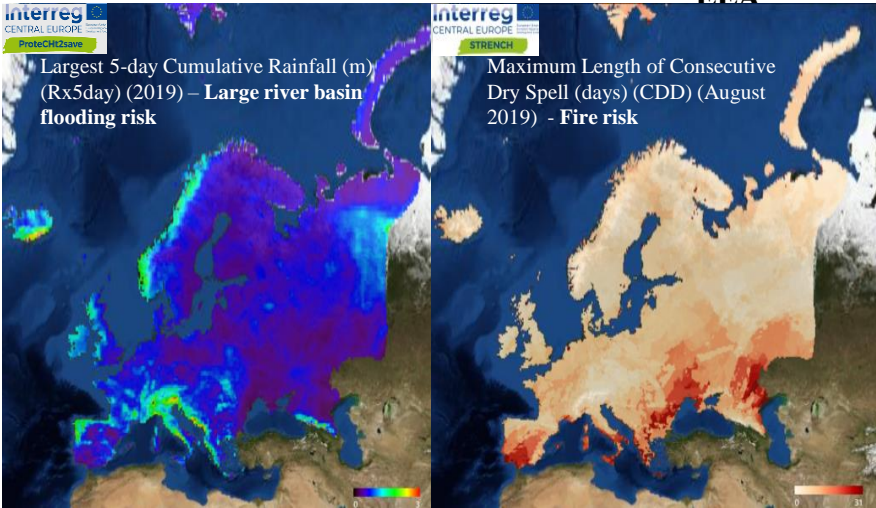 Interreg
CENTRAL EUROPE
ProteCHt2save
Largest 5-day Cumulative Rainfall (m)
(Rx5day) (2019) – Large river basin
flooding risk
0
1
Interreg
CENTRAL EUROPE
STRENCH
Maximum Length of Consecutive
Dry Spell (days) (CDD) (August
2019) - Fire risk
0
31